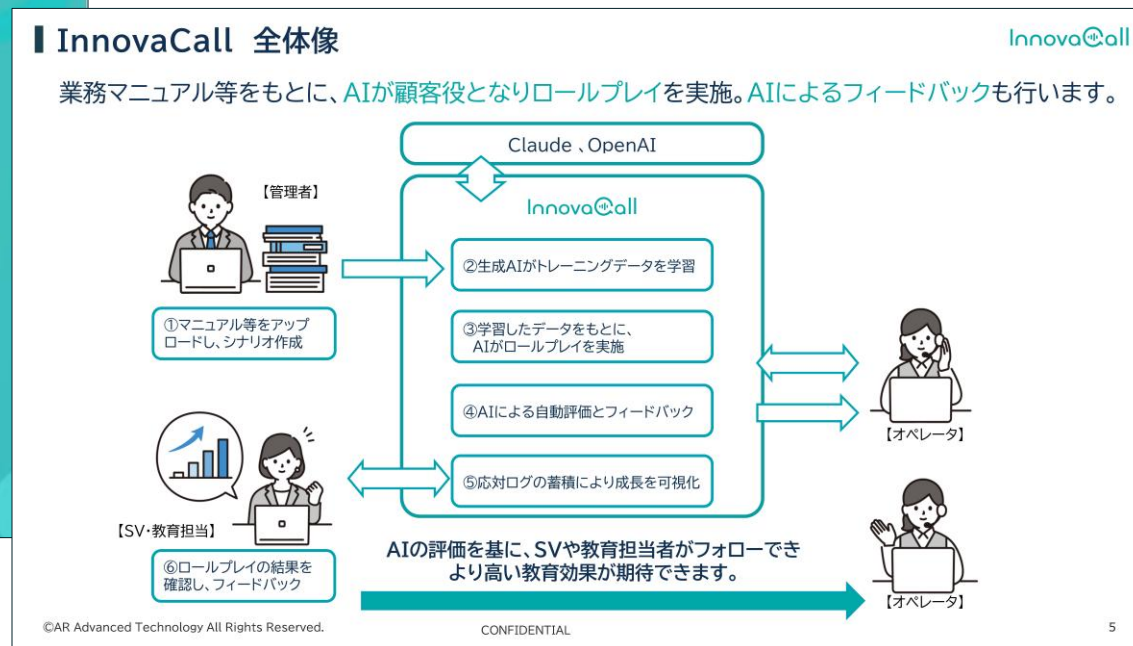 InnovaCall 全体像
InnovaCall
業務マニュアル等をもとに、AIが顧客役となりロールプレイを実施。AIによるフィードバックも行います。
Claude 、OpenAI
InnovaCall
【管理者】
①マニュアル等をアップ
ロードし、シナリオ作成
②生成AIがトレーニングデータを学習
③学習したデータをもとに、
AIがロールプレイを実施
④AIによる自動評価とフィードバック
⑤応対ログの蓄積により成長を可視化
【オペレータ】
【SV・教育担当】
⑥ロールプレイの結果を
確認し、フィードバック
AIの評価を基に、SVや教育担当者がフォローでき
より高い教育効果が期待できます。
【オペレータ】
©AR Advanced Technology All Rights Reserved.
CONFIDENTIAL
5